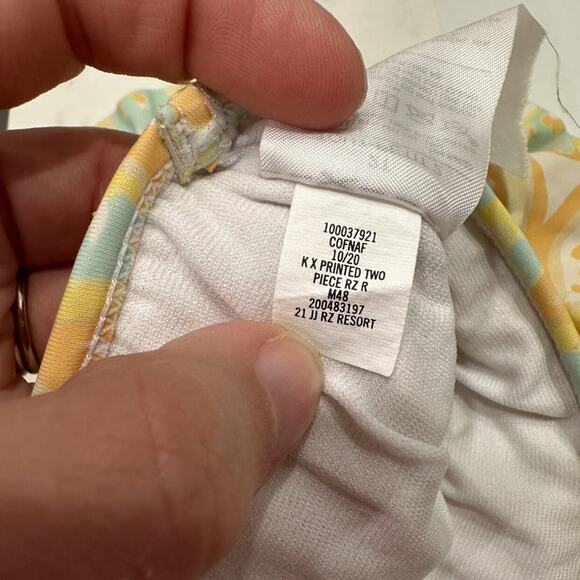 100037921
COFNAF
10/20
K X PRINTED TWO
PIECE RZ R
M48
200483197
21 JJ RZ RESORT